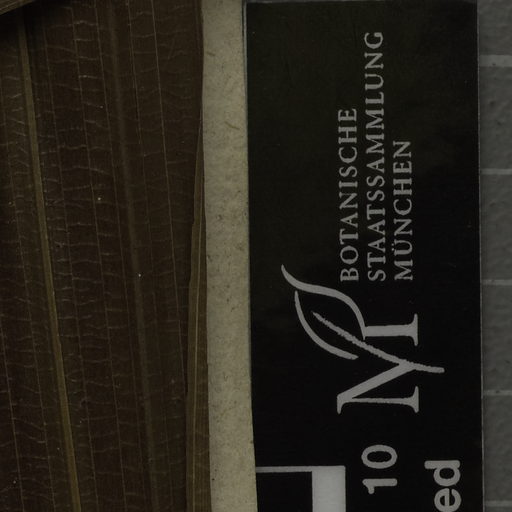 BOTANISCHE
STAATSSAMMLUNG
MÜNCHEN
M
10
ed